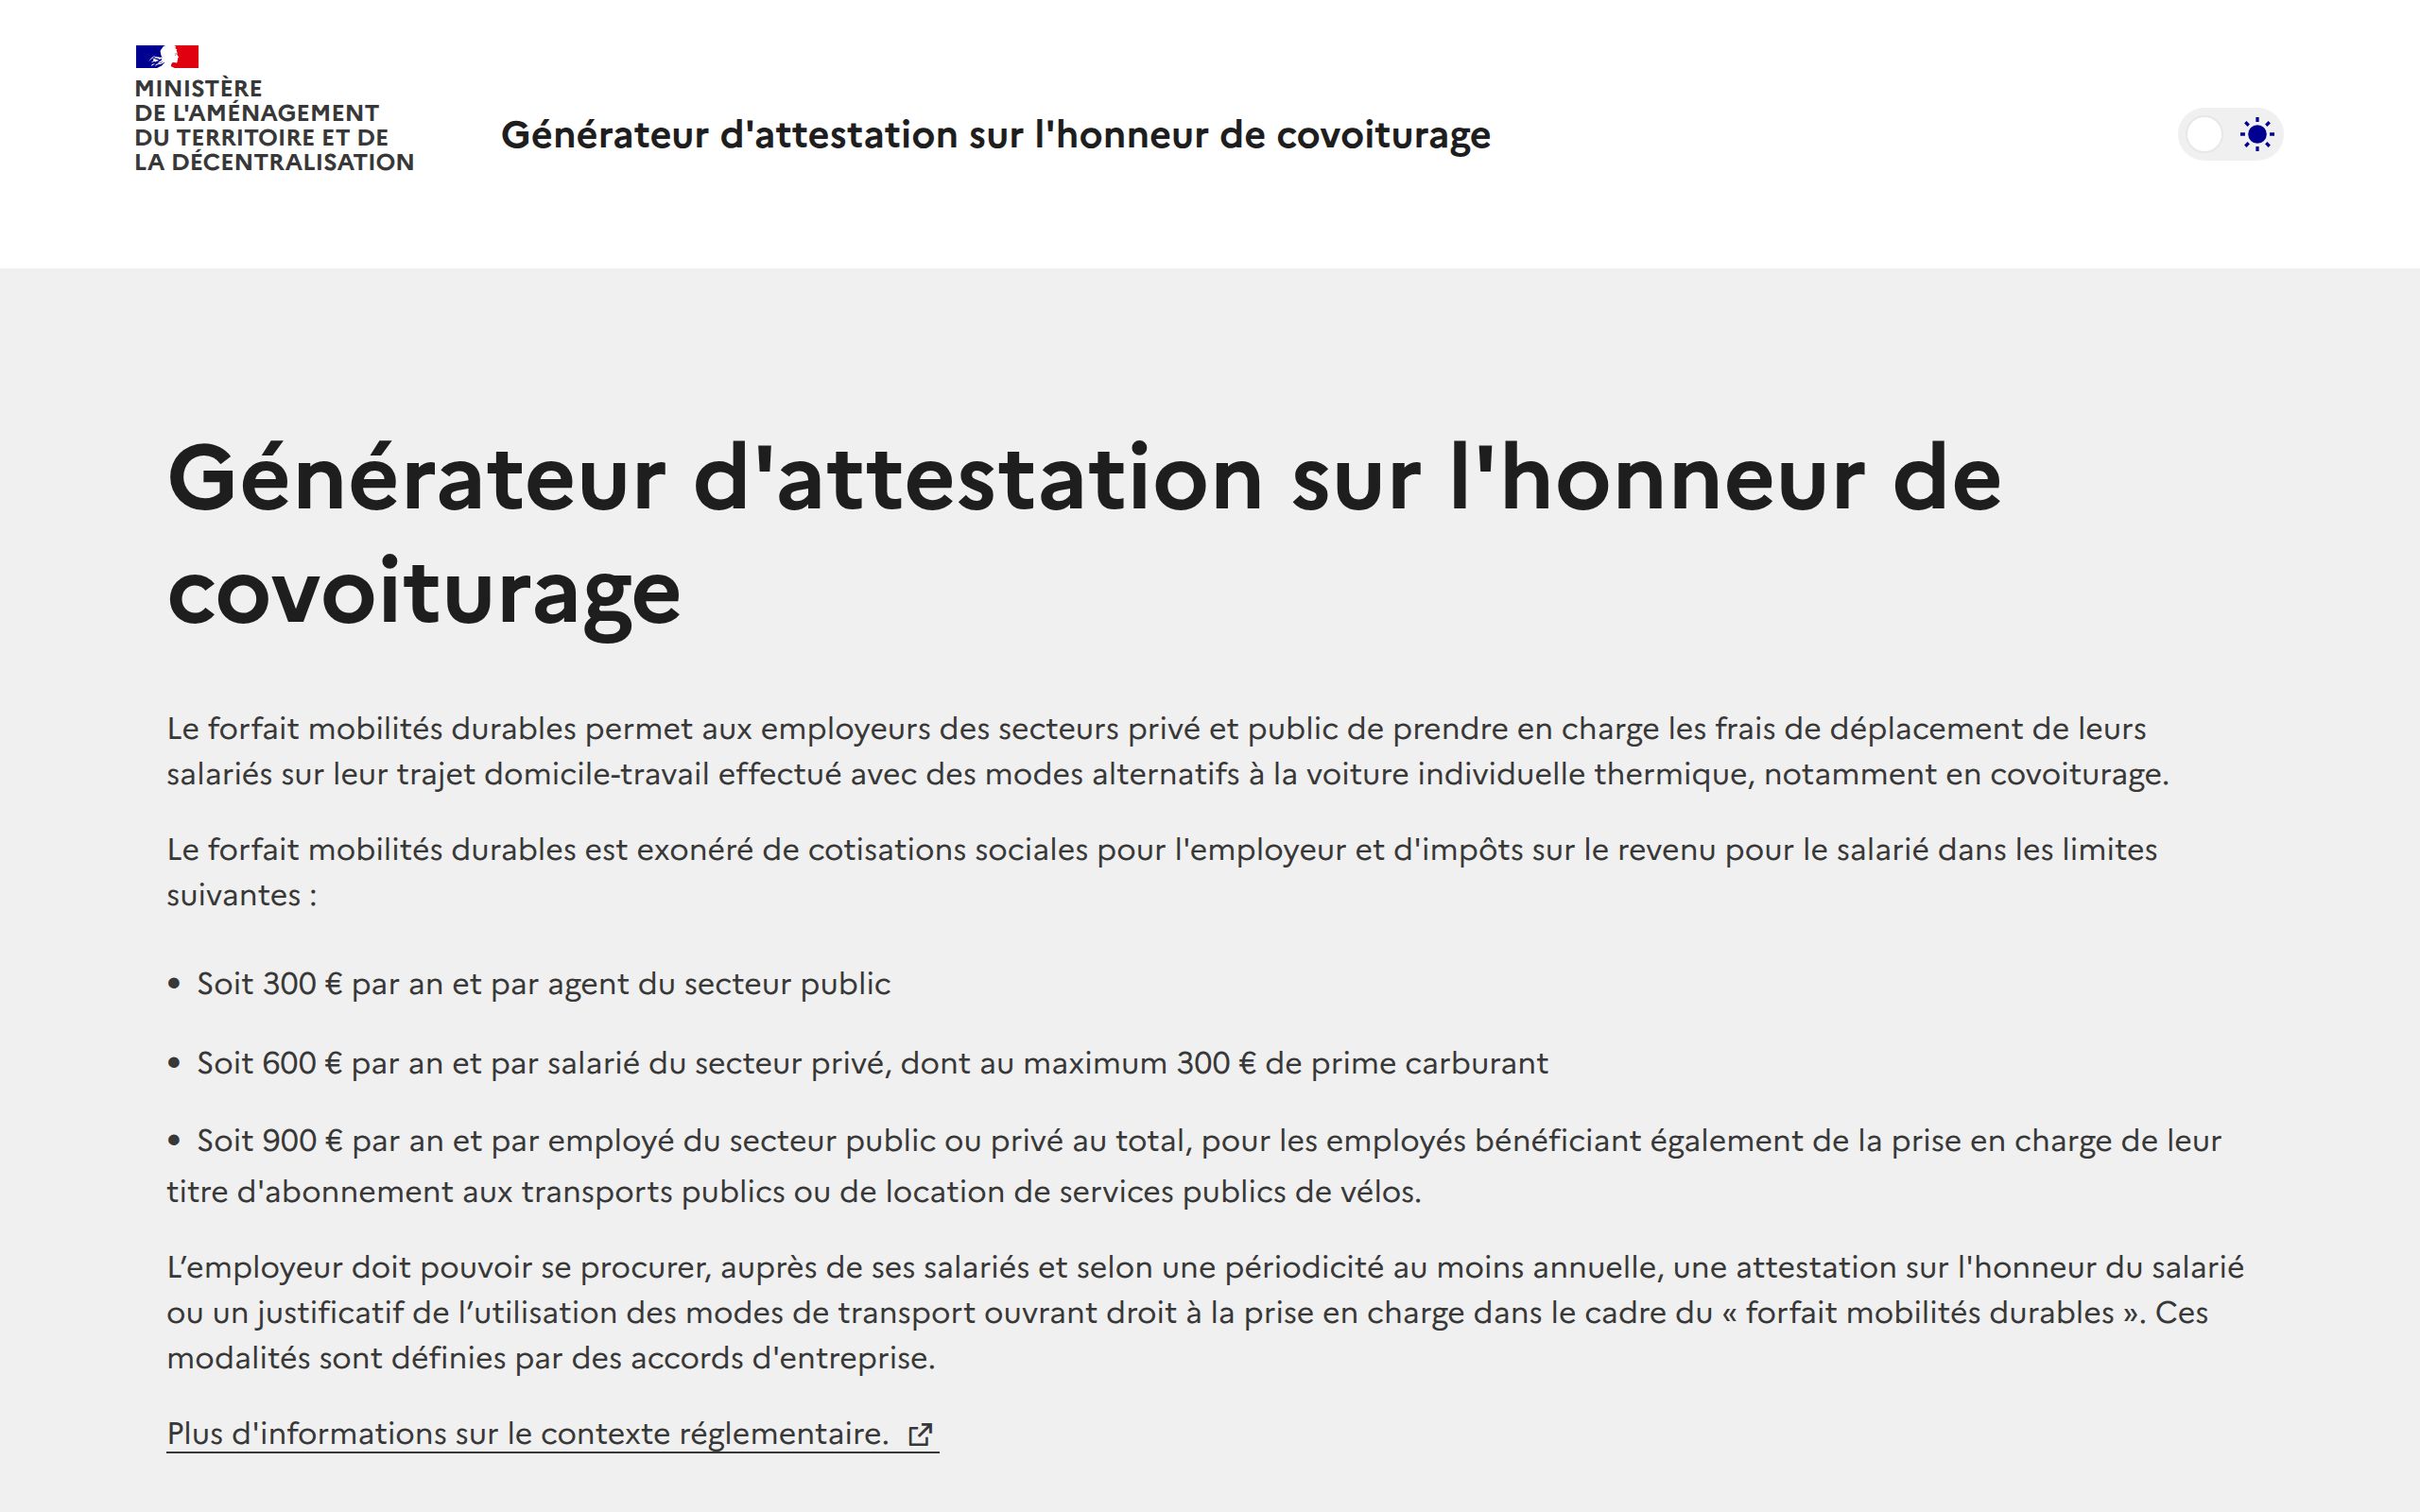 MINISTÈRE
DE L'AMÉNAGEMENT
DU TERRITOIRE ET DE
LA DÉCENTRALISATION
Générateur d'attestation sur l'honneur de covoiturage
Générateur d'attestation sur l'honneur de
covoiturage
Le forfait mobilités durables permet aux employeurs des secteurs privé et public de prendre en charge les frais de déplacement de leurs
salariés sur leur trajet domicile-travail effectué avec des modes alternatifs à la voiture individuelle thermique, notamment en covoiturage.
Le forfait mobilités durables est exonéré de cotisations sociales pour l'employeur et d'impôts sur le revenu pour le salarié dans les limites
suivantes :
• Soit 300 € par an et par agent du secteur public
• Soit 600 € par an et par salarié du secteur privé, dont au maximum 300 € de prime carburant
• Soit 900 € par an et par employé du secteur public ou privé au total, pour les employés bénéficiant également de la prise en charge de leur
titre d'abonnement aux transports publics ou de location de services publics de vélos.
L’employeur doit pouvoir se procurer, auprès de ses salariés et selon une périodicité au moins annuelle, une attestation sur l'honneur du salarié
ou un justificatif de l’utilisation des modes de transport ouvrant droit à la prise en charge dans le cadre du « forfait mobilités durables ». Ces
modalités sont définies par des accords d'entreprise.
Plus d'informations sur le contexte réglementaire.